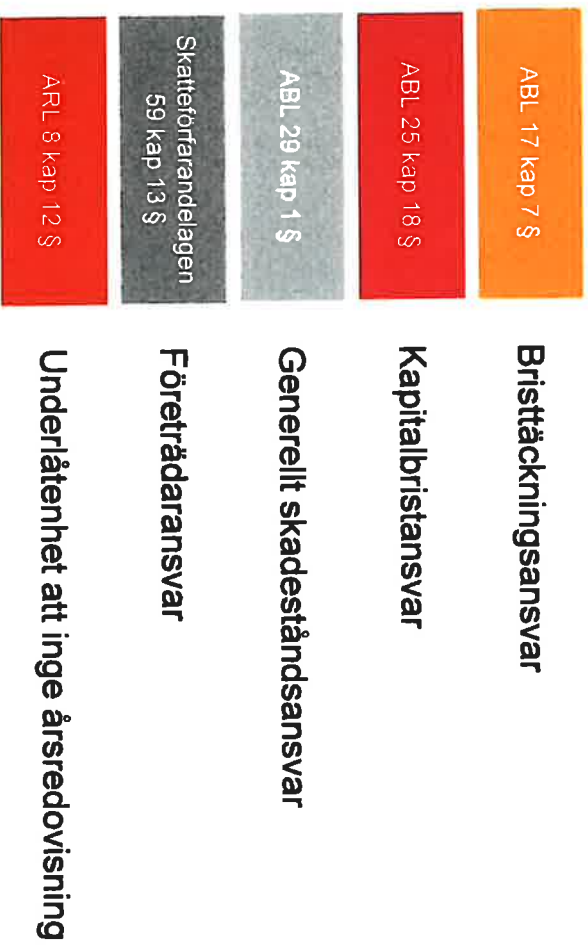 ABL 17 kap 7 §
Bristtäckningsansvar
ABL 25 kap 18 §
Kapitalbristansvar
ABL 29 kap 1 §
Generellt skadeståndsansvar
Skatteförfarandelagen
59 kap 13 §
Företrädaransvar
ÅRL 8 kap 12 §
Underlåtenhet att inge årsredovisning